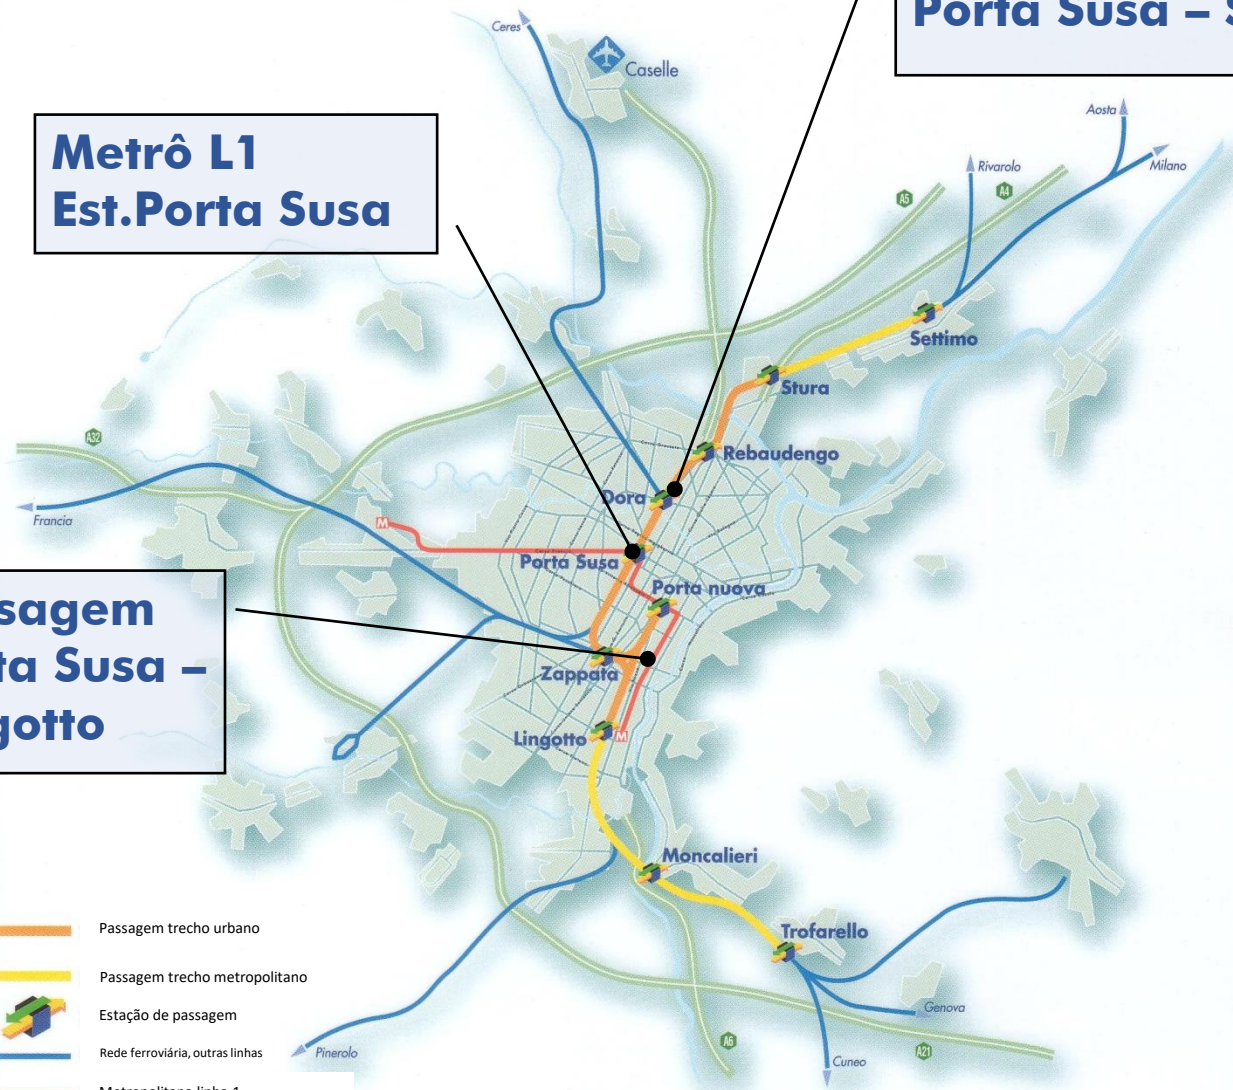 Porta Susa – S
Ceres
Caselle
Metrô L1
Est.Porta Susa
Aosta
Milano
Rivarolo
A5
A4
Settimo
Stura
Rebaudengo
Dora
A32
Francia
M
Porta Susa
Porta nuova
sagem
ta Susa –
gotto
Zappata
Lingotto
M
Moncalieri
Trofarello
Passagem trecho urbano
Passagem trecho metropolitano
Estação de passagem
Rede ferroviária, outras linhas
Genova
Pinerolo
A6
A21
Cuneo